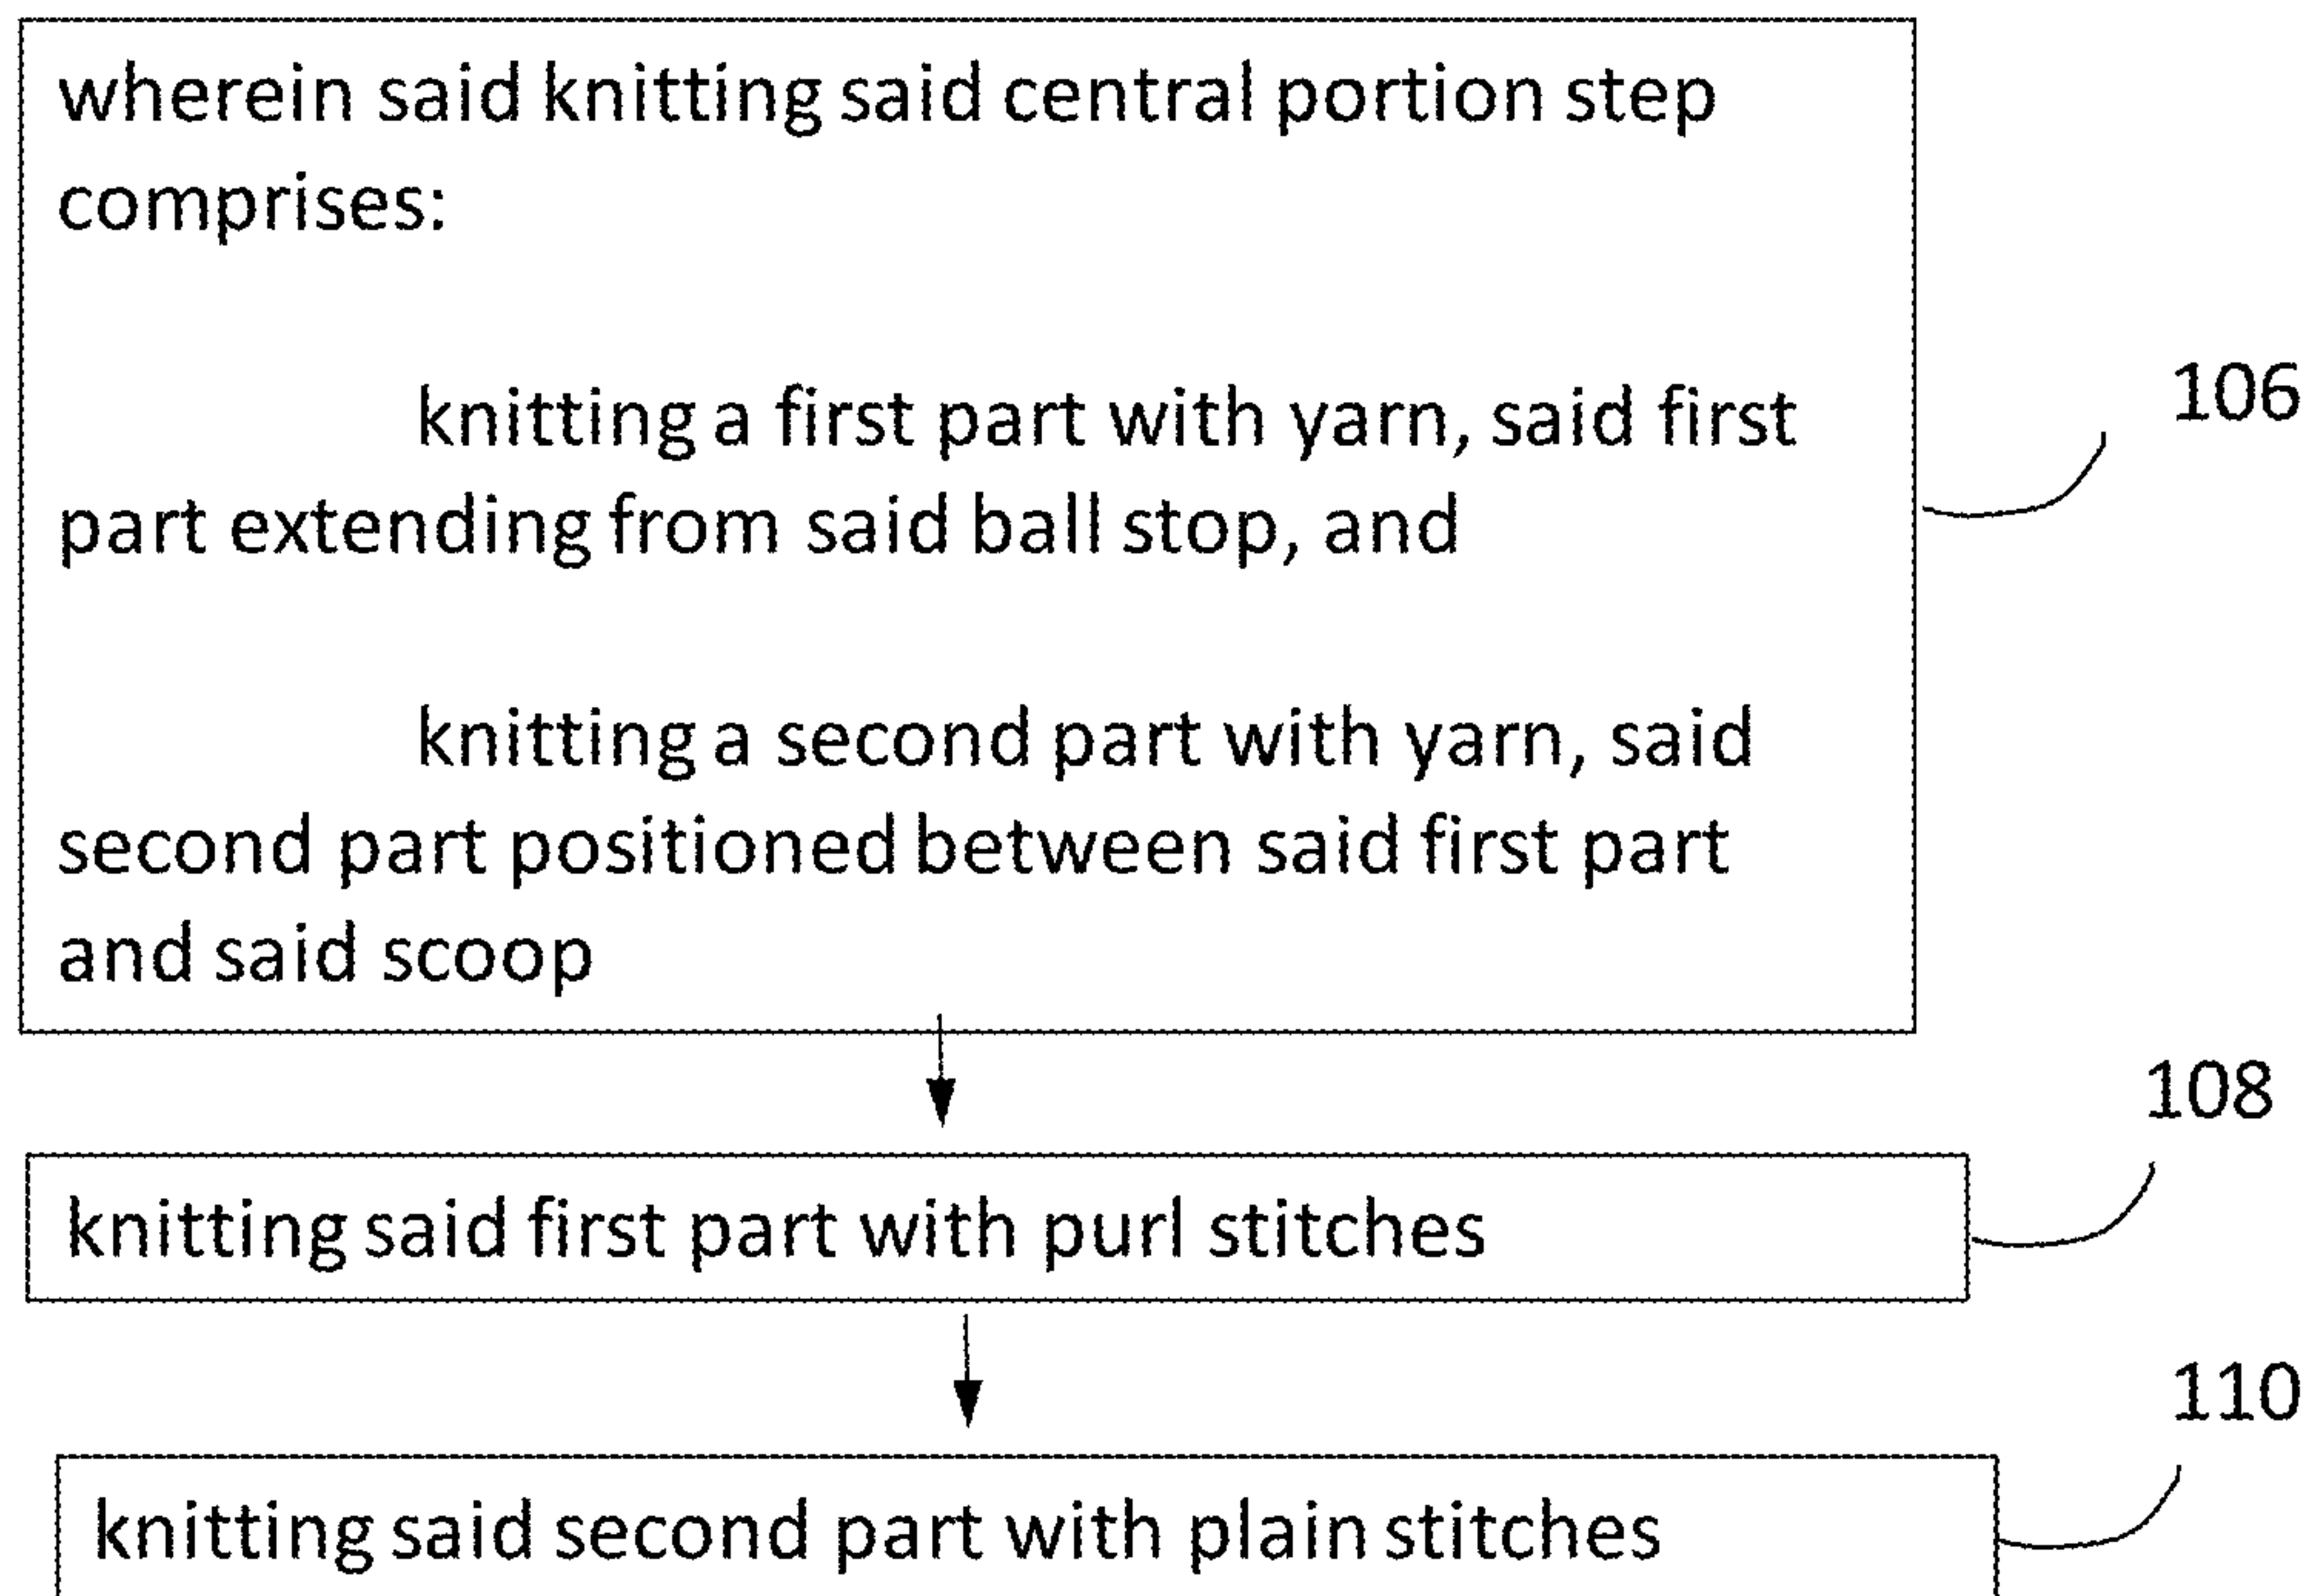 wherein said knitting said central portion step
comprises:
knitting a first part with yarn, said first
part extending from said ball stop, and
106
knitting a second part with yarn, said
second part positioned between said first part
and said scoop
108
knitting said first part with purl stitches
110
knitting said second part with plain stitches